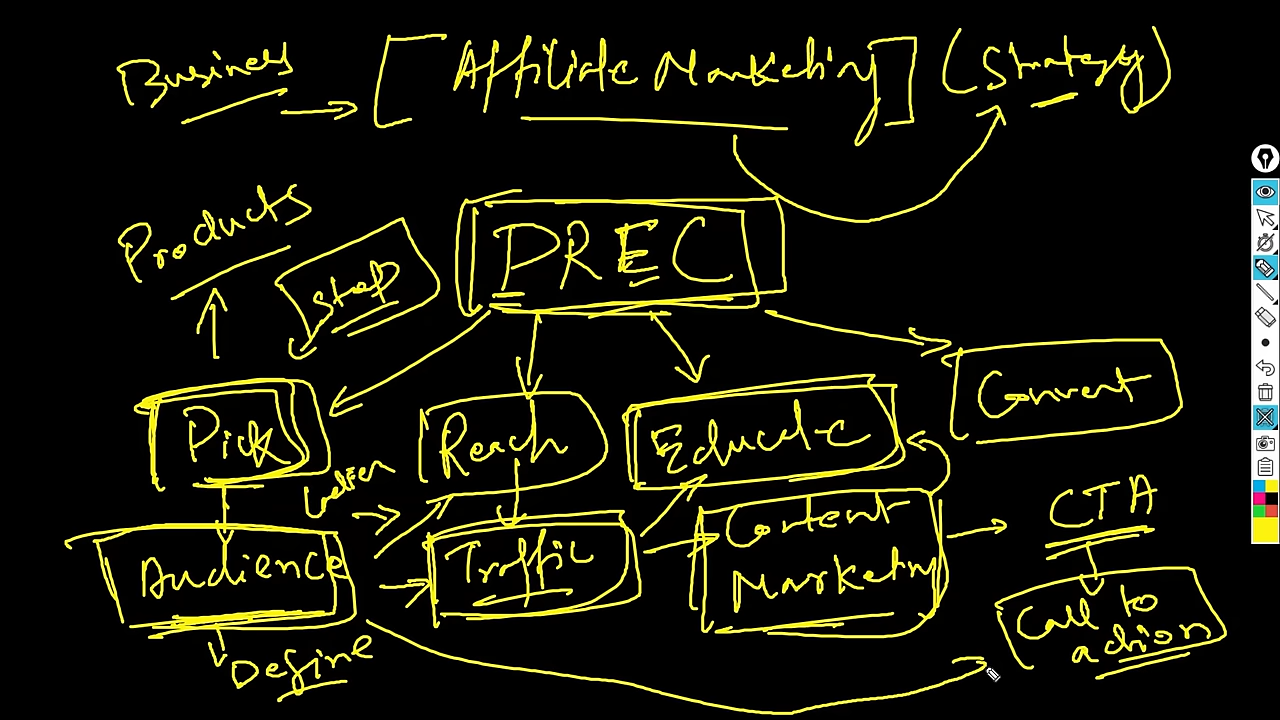 Business → [Affiliate Marketing] (Strategy)
Products
Step
PREC
Pick
Reach
Educate
Convert
Audience
Traffic
Content
Marketing
CTA
Call to
action
Define